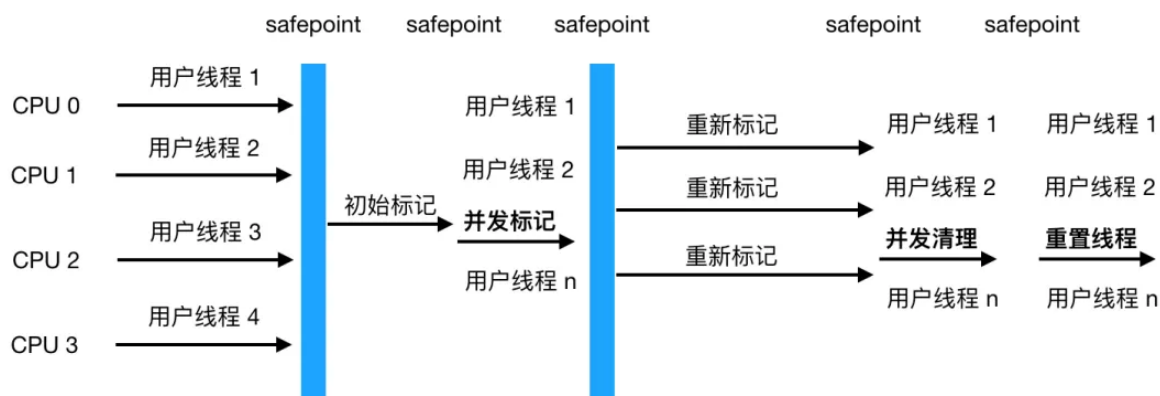 safepoint safepoint safepoint safepoint safepoint
CPU 0
用户线程 1
CPU 1
用户线程 2
CPU 2
用户线程 3
CPU 3
用户线程 4
初始标记
用户线程 1
用户线程 2
并发标记
用户线程 n
重新标记
重新标记
重新标记
用户线程 1
用户线程 2
并发清理
用户线程 n
用户线程 1
用户线程 2
重置线程
用户线程 n